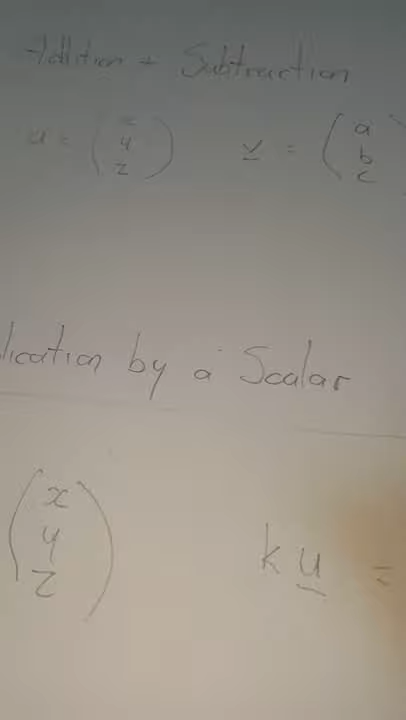 Addition + Subtraction
u = (x y z) v = (a b c)
lication by a Scalar
(x y z) k u =